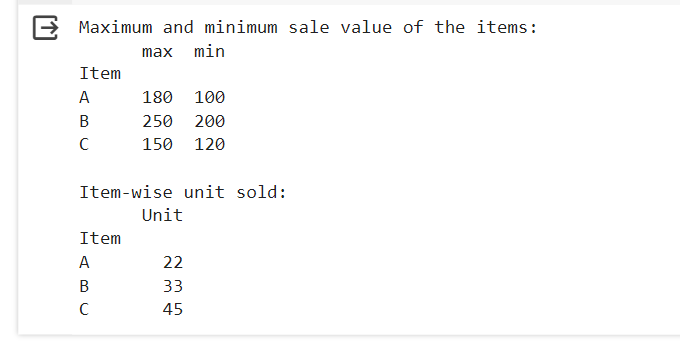 Maximum and minimum sale value of the items:
max min
Item
A 180 100
B 250 200
C 150 120
Item-wise unit sold:
Unit
Item
A 22
B 33
C 45